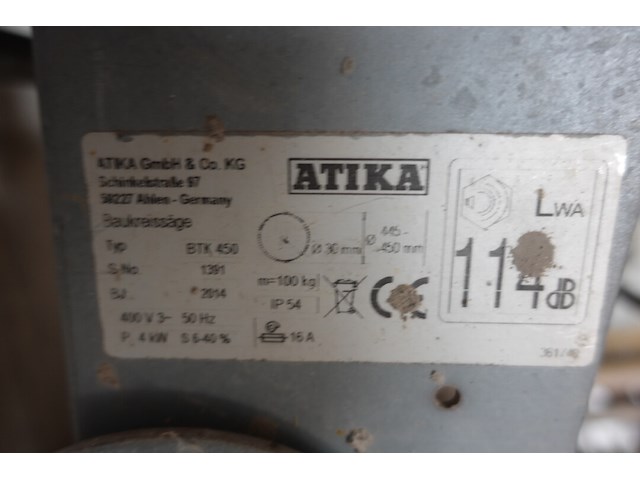 ATIKA GmbH & Co. KG
Schinkelstraße 97
59227 Ahlen - Germany
ATIKA
Baukreissäge
Typ BTK 450
S.No. 1391
BJ. 2014
400 V 3~ 50 Hz
P 4 kW S 6-40 %
Ø 30 mm
Ø 445-
450 mm
m=100 kg
IP 54
CE
16 A
LWA
114 dB